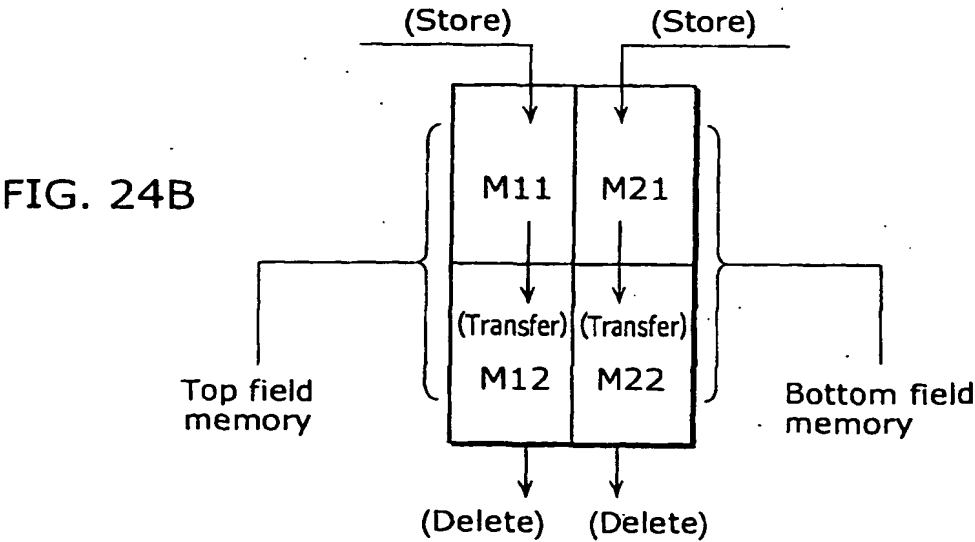 (Store) (Store)
FIG. 24B
M11 M21
(Transfer) (Transfer)
M12 M22
Top field
memory
Bottom field
memory
(Delete) (Delete)